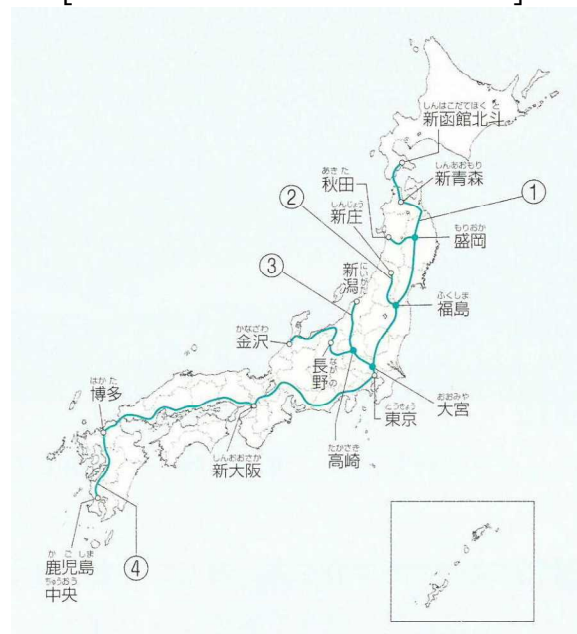 [ ]
しんはこだてほくと
新函館北斗
しんあおもり
新青森
あきた
秋田
しんじょう
新庄
①
②
もりおか
盛岡
③
にいがた
新潟
ふくしま
福島
かなざわ
金沢
ながの
長野
はかた
博多
おおみや
大宮
とうきょう
東京
たかさき
高崎
しんおおさか
新大阪
かごしま
鹿児島
ちゅうおう
中央
④